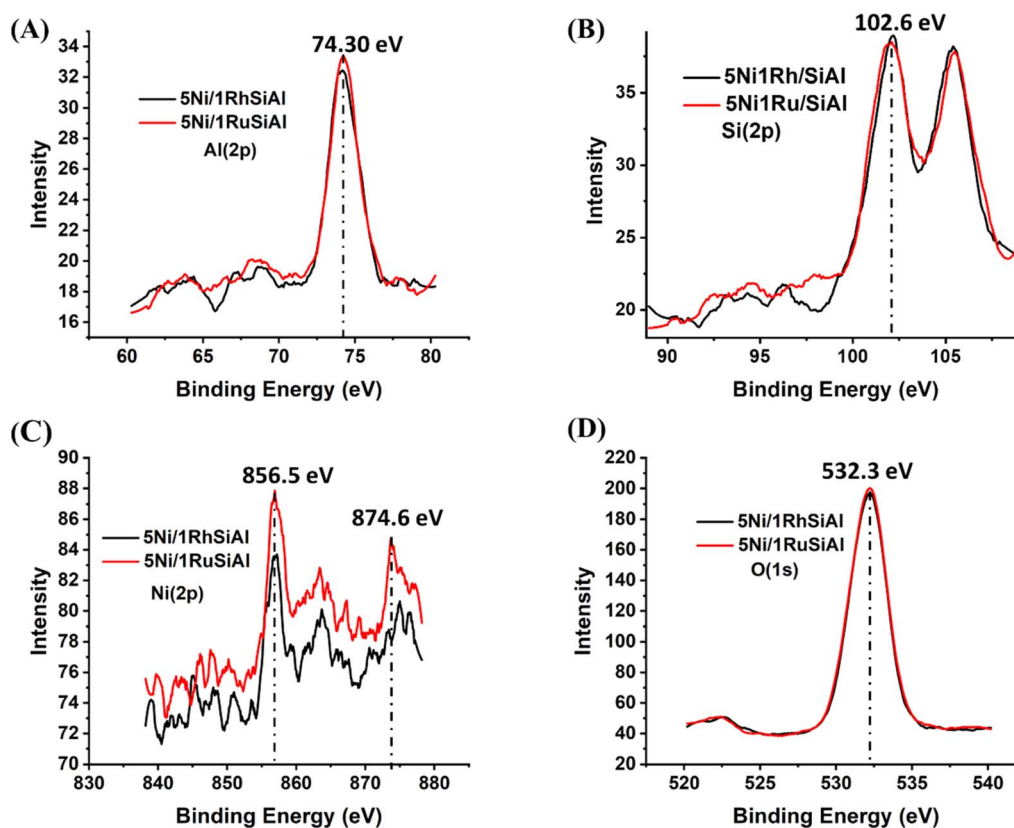 (A)
74.30 eV
5Ni/1RhSiAl
5Ni/1RuSiAl
Al(2p)
Intensity
34
32
30
28
26
24
22
20
18
16
60
65
70
75
80
Binding Energy (eV)
(B)
102.6 eV
5Ni1Rh/SiAl
5Ni1Ru/SiAl
Si(2p)
Intensity
35
30
25
20
90
95
100
105
Binding Energy (eV)
(C)
856.5 eV
874.6 eV
5Ni/1RhSiAl
5Ni/1RuSiAl
Ni(2p)
Intensity
90
88
86
84
82
80
78
76
74
72
70
830
840
850
860
870
880
Binding Energy (eV)
(D)
532.3 eV
5Ni/1RhSiAl
5Ni/1RuSiAl
O(1s)
Intensity
220
200
180
160
140
120
100
80
60
40
20
520
525
530
535
540
Binding Energy (eV)